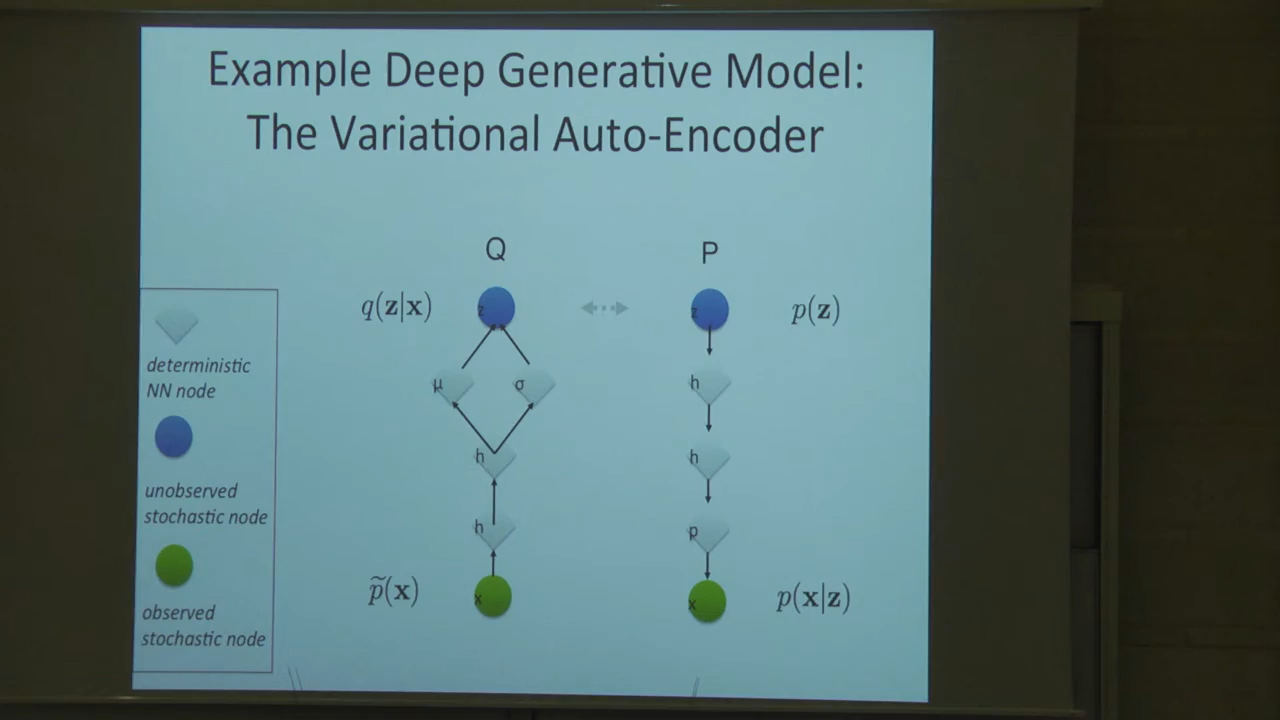 Example Deep Generative Model:
The Variational Auto-Encoder
Q
P
q(z|x)
z
z
p(z)
μ
σ
h
h
h
h
p
p̃(x)
x
x
p(x|z)
deterministic
NN node
unobserved
stochastic node
observed
stochastic node